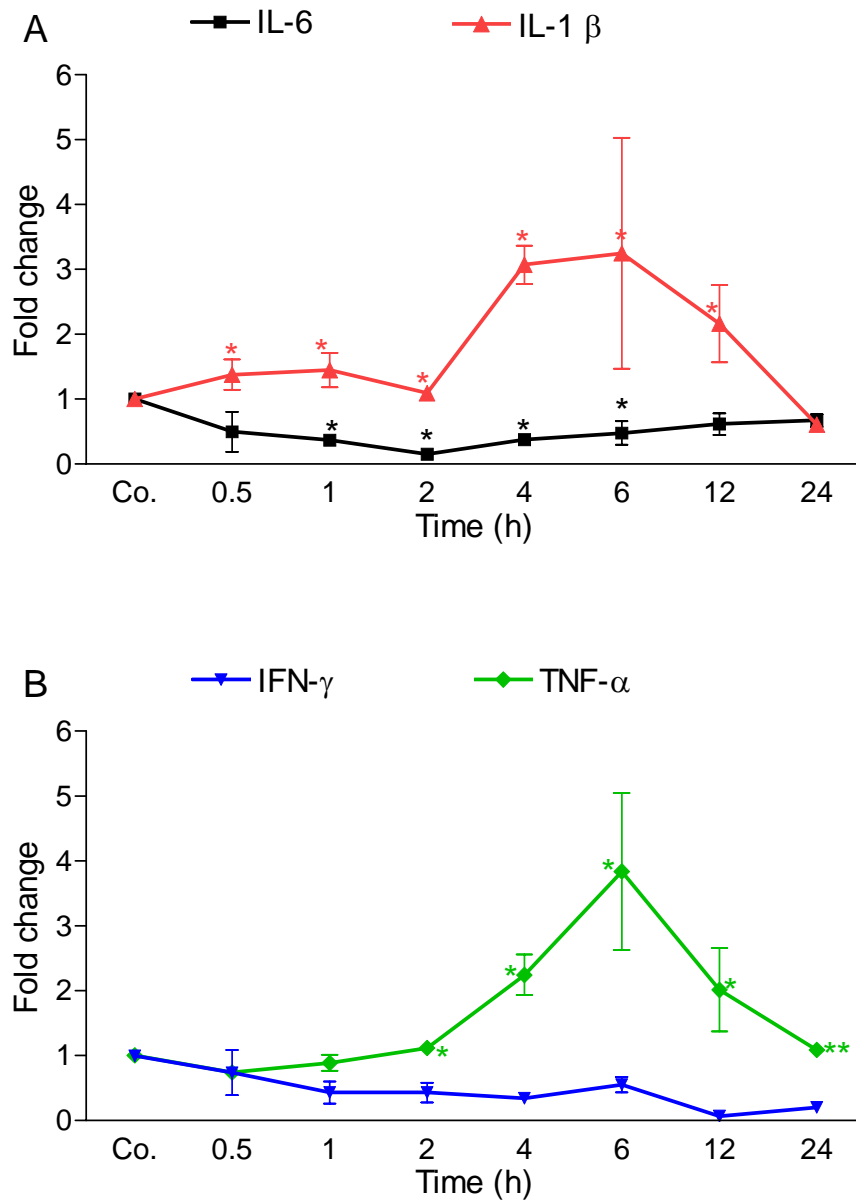 A
IL-6 IL-1 β
6
5
4
3
2
1
0
Fold change
* * * * * *
* * * * *
Co. 0.5 1 2 4 6 12 24
Time (h)
B
IFN-γ TNF-α
6
5
4
3
2
1
0
Fold change
* * * * **
Co. 0.5 1 2 4 6 12 24
Time (h)